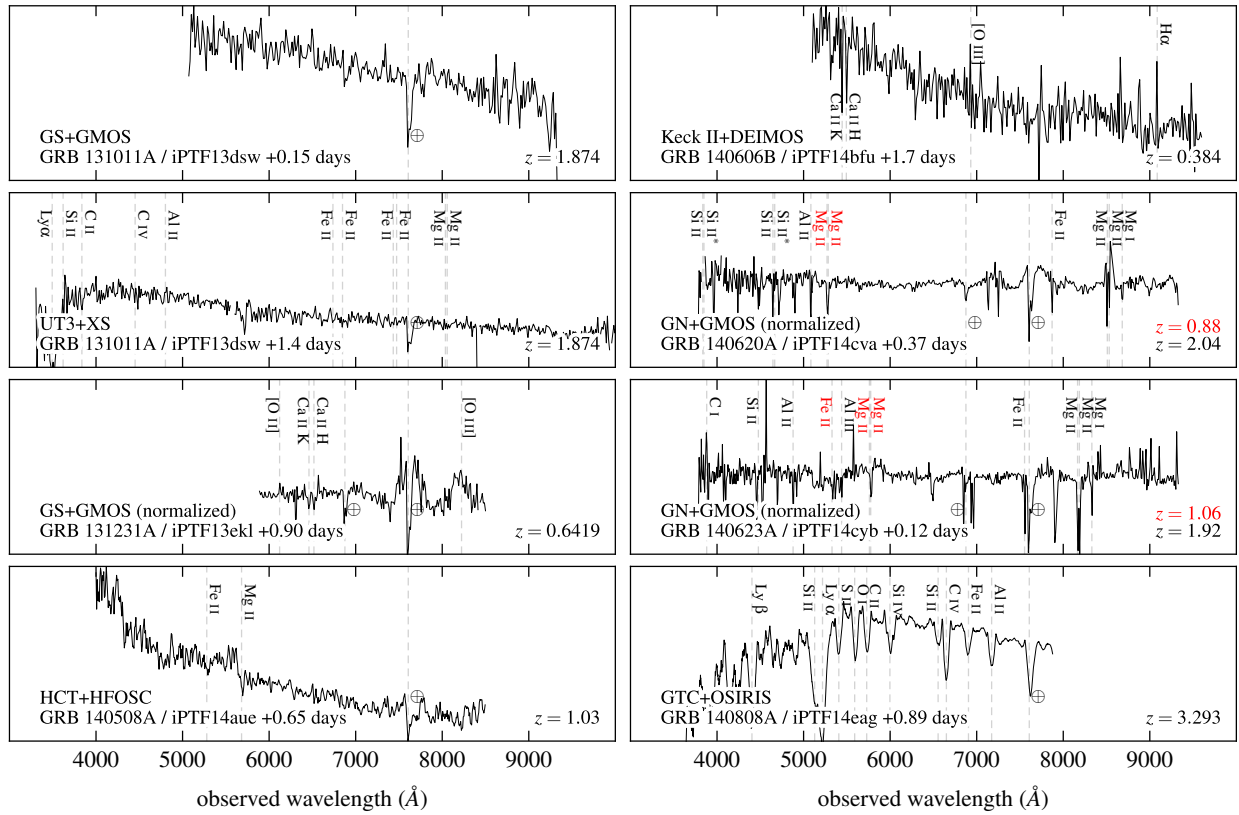 GS+GMOS
GRB 131011A / iPTF13dsw +0.15 days
z = 1.874
⊕
[O III]
Hα
Ca II K
Ca II H
Keck II+DEIMOS
GRB 140606B / iPTF14bfu +1.7 days
z = 0.384
Lyα
Si II
C II
C IV
Al II
Fe II
Fe II
Fe II
Fe II
Mg II
Mg II
UT3+XS
GRB 131011A / iPTF13dsw +1.4 days
z = 1.874
⊕
Si II
Si II*
Si II
Si II*
Al II
Mg II
Mg II
Fe II
Mg II
Mg II
Mg I
GN+GMOS (normalized)
GRB 140620A / iPTF14cva +0.37 days
z = 0.88
z = 2.04
⊕
⊕
[O II]
Ca II K
Ca II H
[O III]
GS+GMOS (normalized)
GRB 131231A / iPTF13ekl +0.90 days
z = 0.6419
⊕
⊕
C I
Si II
Al II
Fe II
Al III
Mg II
Mg II
Fe II
Mg II
Mg II
Mg I
GN+GMOS (normalized)
GRB 140623A / iPTF14cyb +0.12 days
z = 1.06
z = 1.92
⊕
⊕
Fe II
Mg II
HCT+HFOSC
GRB 140508A / iPTF14aue +0.65 days
z = 1.03
⊕
Ly β
Si II
Ly α
S II
O I
C II
Si IV
Si II
C IV
Fe II
Al II
GTC+OSIRIS
GRB 140808A / iPTF14eag +0.89 days
z = 3.293
⊕
4000 5000 6000 7000 8000 9000
4000 5000 6000 7000 8000 9000
observed wavelength (Å)
observed wavelength (Å)